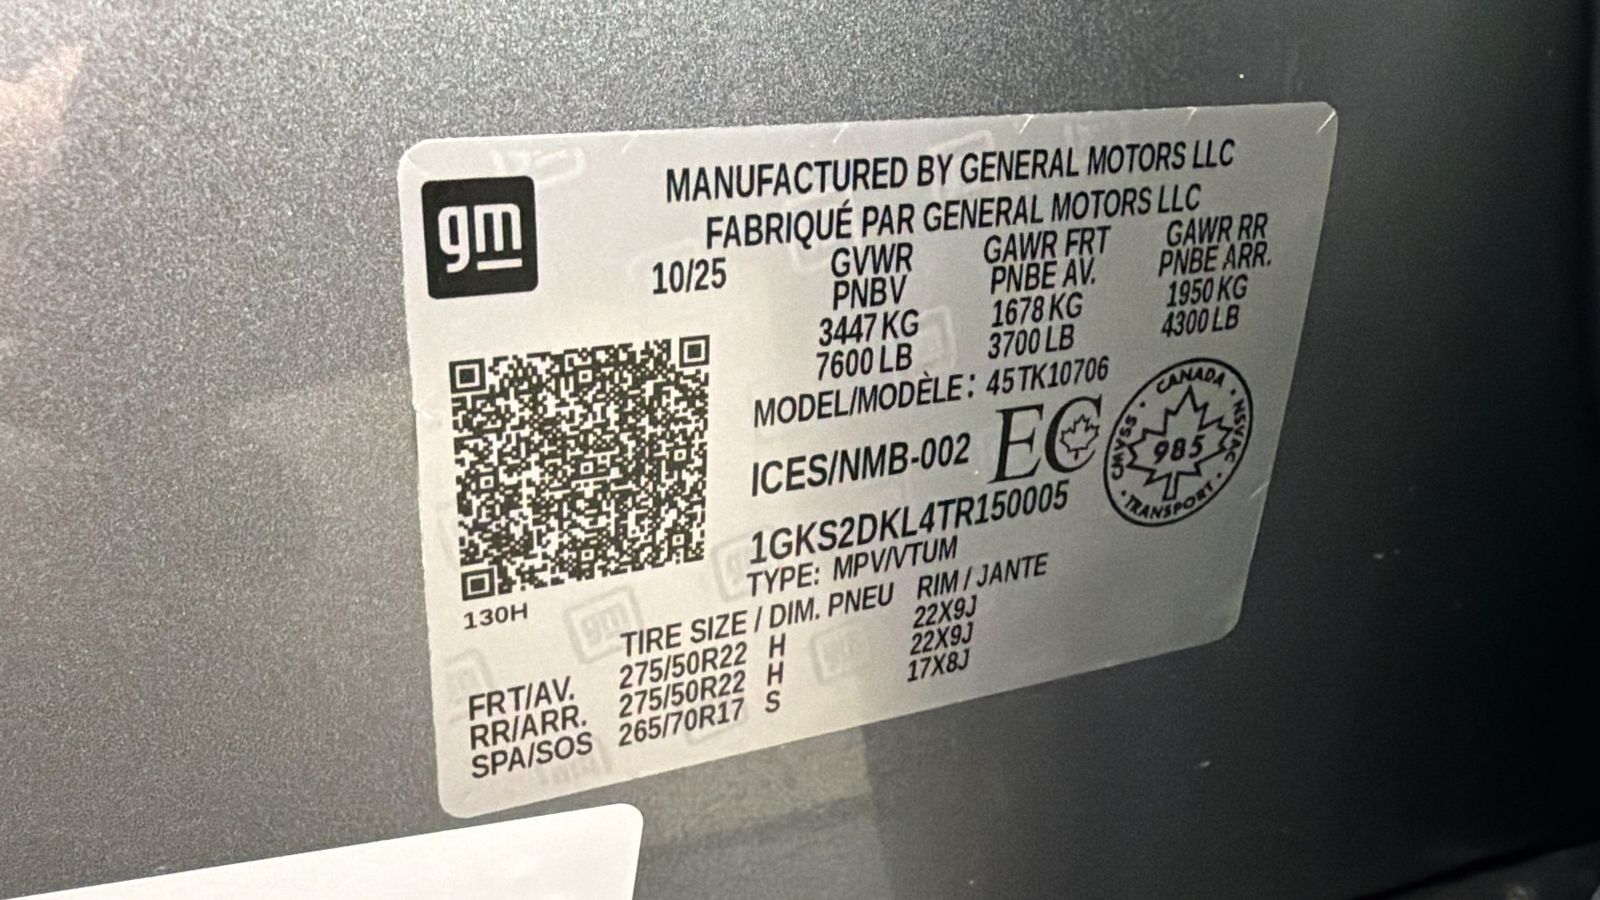 gm
MANUFACTURED BY GENERAL MOTORS LLC
FABRIQUÉ PAR GENERAL MOTORS LLC
10/25
GVWR
PNBV
3447 KG
7600 LB
GAWR FRT
PNBE AV.
1678 KG
3700 LB
GAWR RR
PNBE ARR.
1950 KG
4300 LB
MODEL/MODÈLE: 45TK10706
ICES/NMB-002
EC
CANADA
CMVSS
NSVAC
985
TRANSPORT
1GKS2DKL4TR150005
TYPE: MPV/VTUM
130H
TIRE SIZE / DIM. PNEU RIM / JANTE
FRT/AV. 275/50R22 H 22X9J
RR/ARR. 275/50R22 H 22X9J
SPA/SOS 265/70R17 S 17X8J